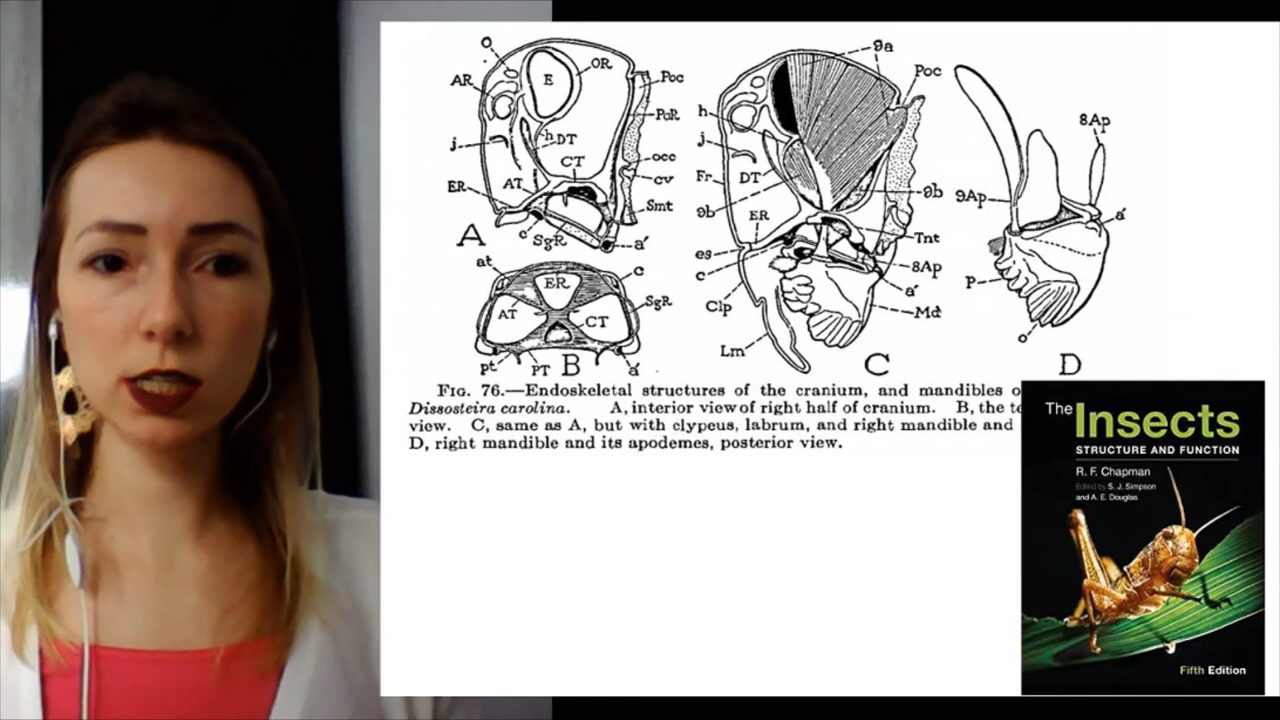 o
AR
E
OR
Poc
PoR
j
h
DT
CT
occ
cv
ER
AT
Smt
A
c
SgR
a'
at
ER
c
SgR
AT
CT
pt
PT
B
a'
9a
Poc
h
j
Fr
DT
9b
9b
ER
Tnt
es
c
8Ap
a'
Clp
Md
Lm
C
8Ap
9Ap
a'
p
o
D
FIG. 76.—Endoskeletal structures of the cranium, and mandibles
Dissosteira carolina. A, interior view of right half of cranium. B, the
view. C, same as A, but with clypeus, labrum, and right mandible and
D, right mandible and its apodemes, posterior view.
The
Insects
STRUCTURE AND FUNCTION
R. F. Chapman
Edited by S. J. Simpson
and A. E. Douglas
Fifth Edition